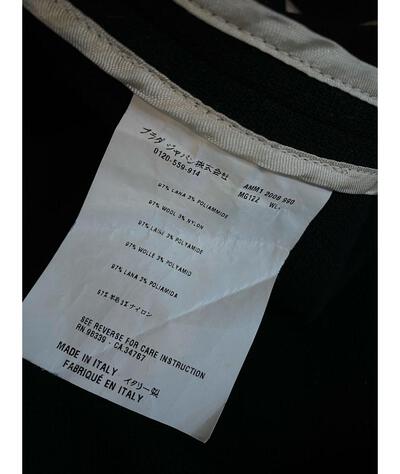 プラダ ジャパン株式会社
0120-559-914
AMM1 2009 990
MG122
97% LANA 3% POLIAMMIDE
97% WOOL 3% NYLON
97% LAINE 3% POLYAMIDE
97% WOLLE 3% POLYAMID
97% LANA 3% POLIAMIDA
97% 羊毛 3% ナイロン
SEE REVERSE FOR CARE INSTRUCTION
RN 98339 - CA 34767
MADE IN ITALY イタリー製
FABRIQUÉ EN ITALY